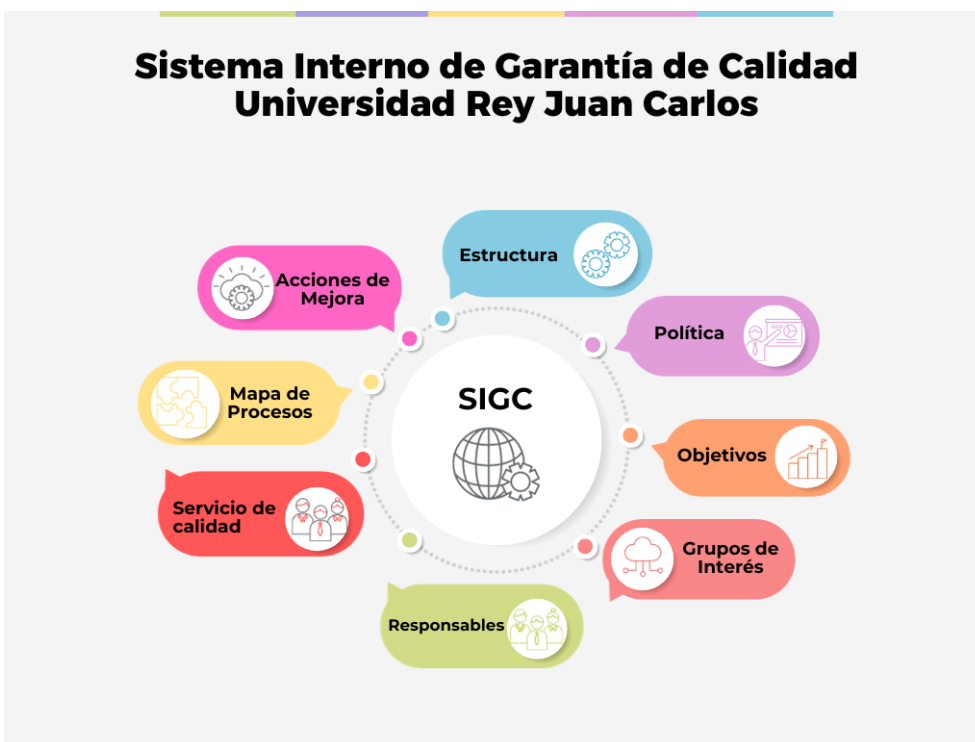 Sistema Interno de Garantía de Calidad
Universidad Rey Juan Carlos
Estructura
Acciones de
Mejora
Política
SIGC
Mapa de
Procesos
Objetivos
Servicio de
calidad
Grupos de
Interés
Responsables